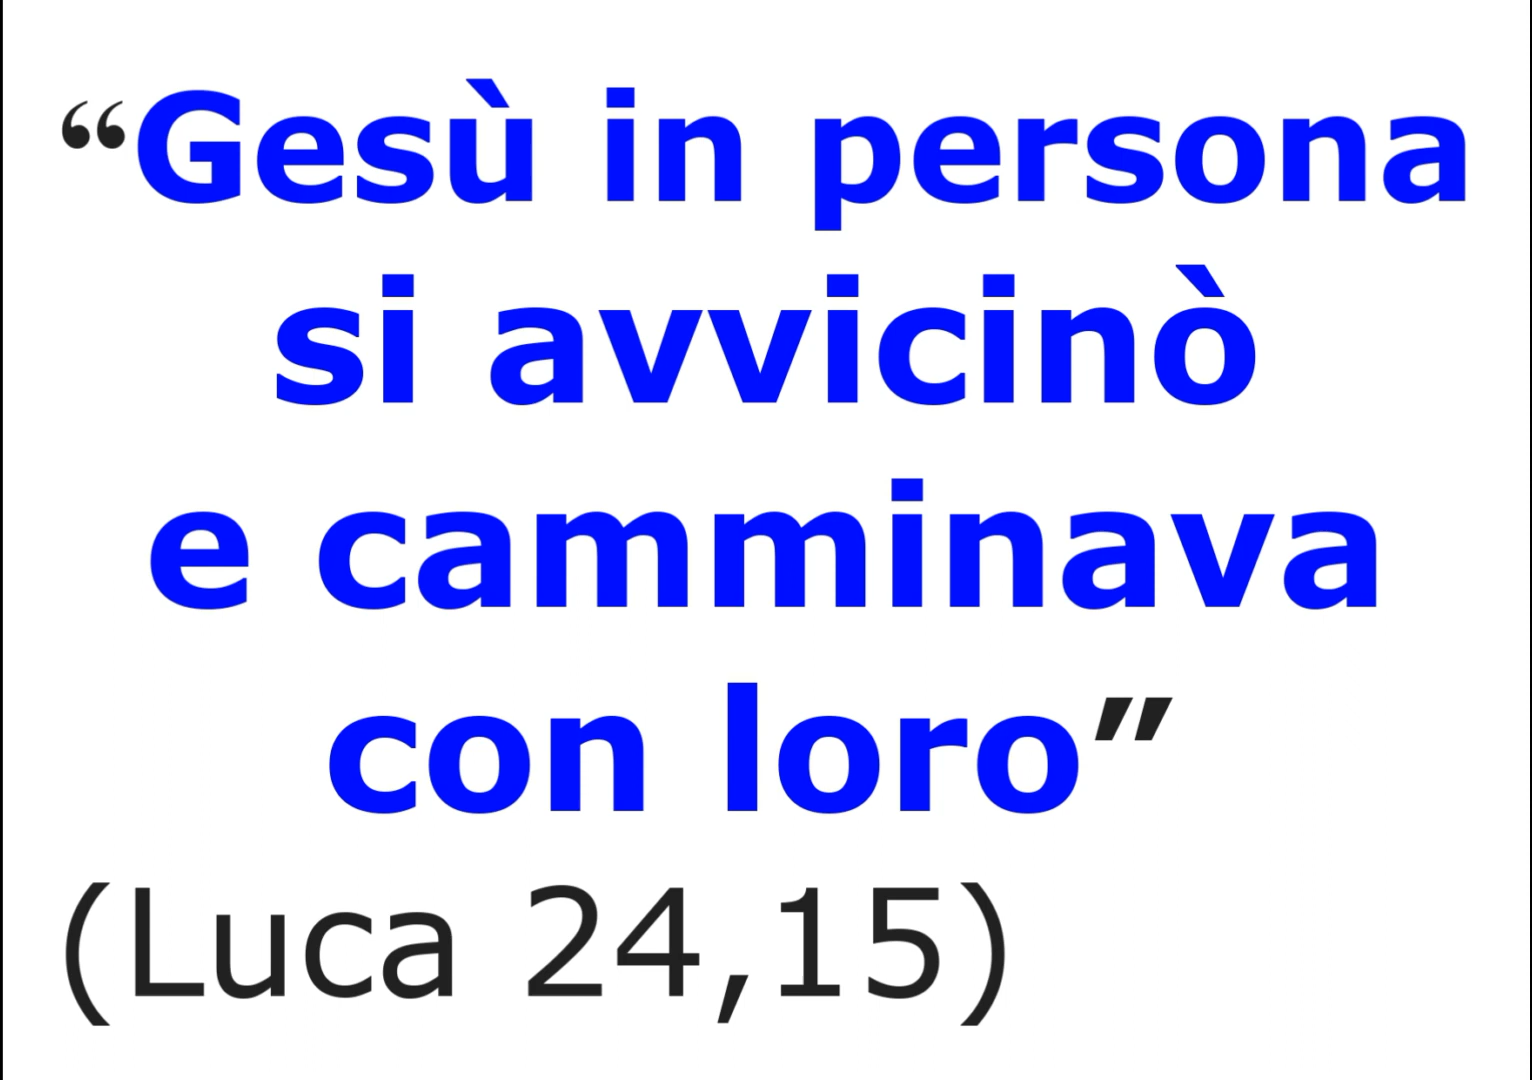 “Gesù in persona
si avvicinò
e camminava
con loro”
(Luca 24,15)